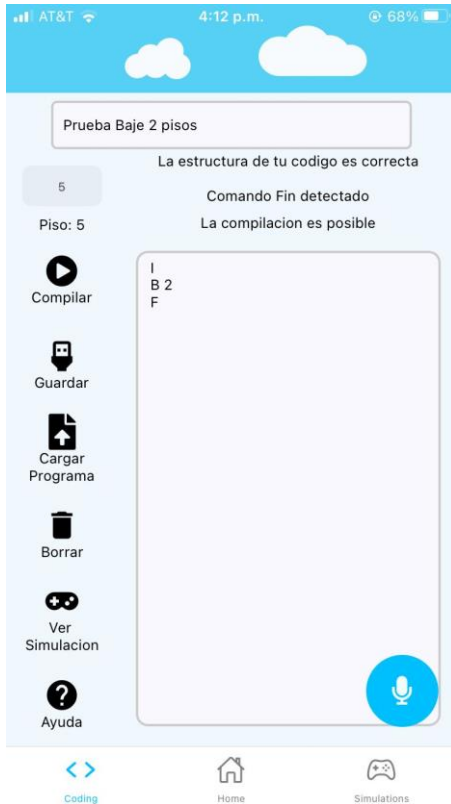 AT&T 4:12 p.m. 68%
Prueba Baje 2 pisos
La estructura de tu codigo es correcta
5
Comando Fin detectado
Piso: 5
La compilacion es posible
Compilar
I
B 2
F
Guardar
Cargar
Programa
Borrar
Ver
Simulacion
Ayuda
Coding
Home
Simulations